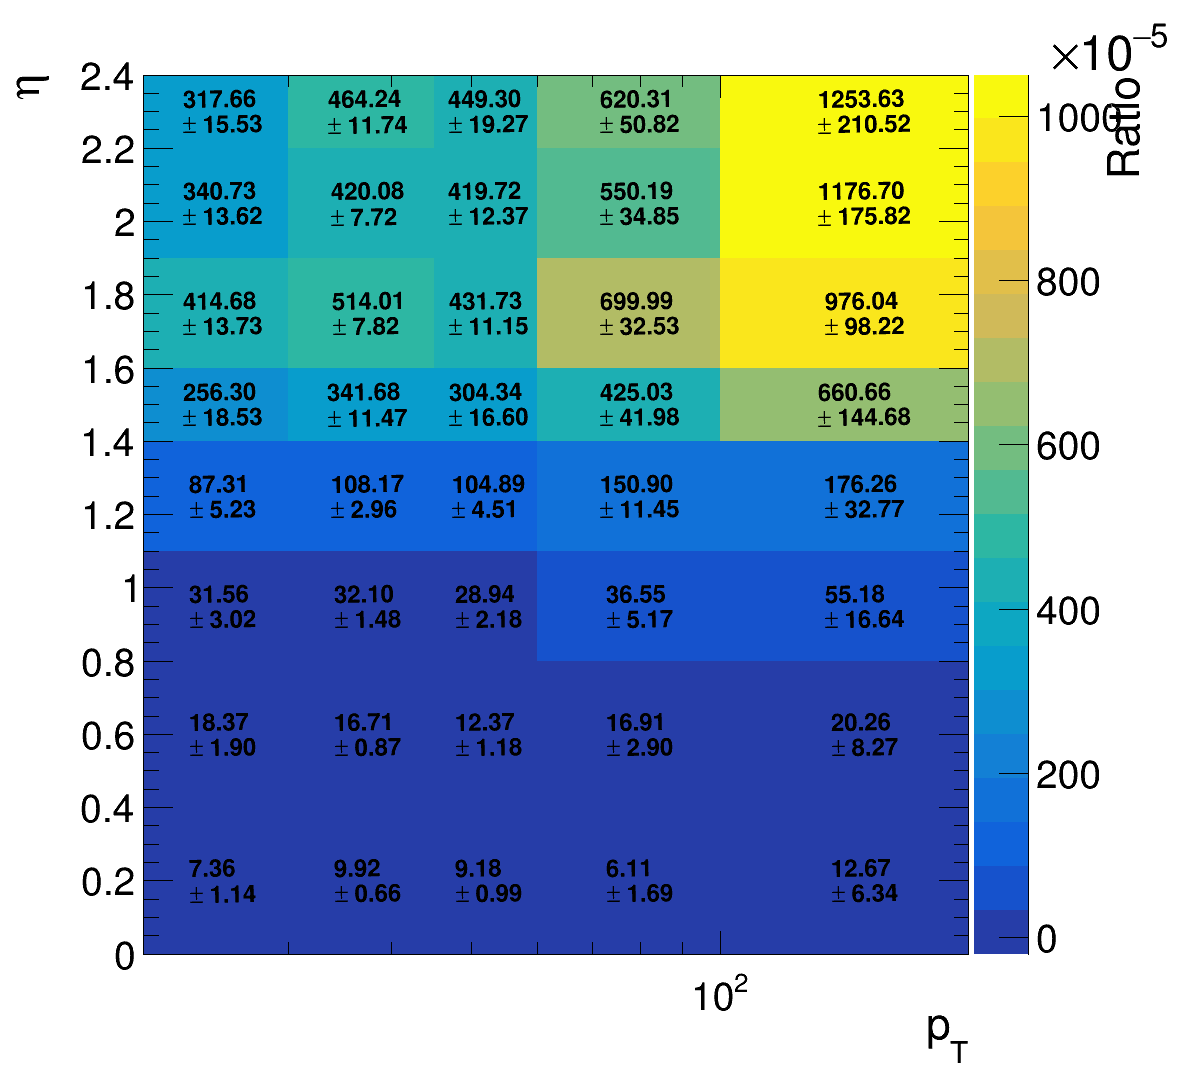 ×10⁻⁵
η
Ratio
2.4
2.2
2
1.8
1.6
1.4
1.2
1
0.8
0.6
0.4
0.2
0
317.66 464.24 449.30 620.31 1253.63
± 15.53 ± 11.74 ± 19.27 ± 50.82 ± 210.52
340.73 420.08 419.72 550.19 1176.70
± 13.62 ± 7.72 ± 12.37 ± 34.85 ± 175.82
414.68 514.01 431.73 699.99 976.04
± 13.73 ± 7.82 ± 11.15 ± 32.53 ± 98.22
256.30 341.68 304.34 425.03 660.66
± 18.53 ± 11.47 ± 16.60 ± 41.98 ± 144.68
87.31 108.17 104.89 150.90 176.26
± 5.23 ± 2.96 ± 4.51 ± 11.45 ± 32.77
31.56 32.10 28.94 36.55 55.18
± 3.02 ± 1.48 ± 2.18 ± 5.17 ± 16.64
18.37 16.71 12.37 16.91 20.26
± 1.90 ± 0.87 ± 1.18 ± 2.90 ± 8.27
7.36 9.92 9.18 6.11 12.67
± 1.14 ± 0.66 ± 0.99 ± 1.69 ± 6.34
1000
800
600
400
200
0
10²
p_T